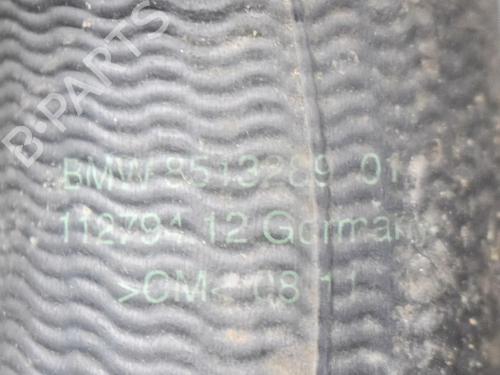 B-PARTS
BMW 8513289 01
112794 12 Germany
>CM< 08 11